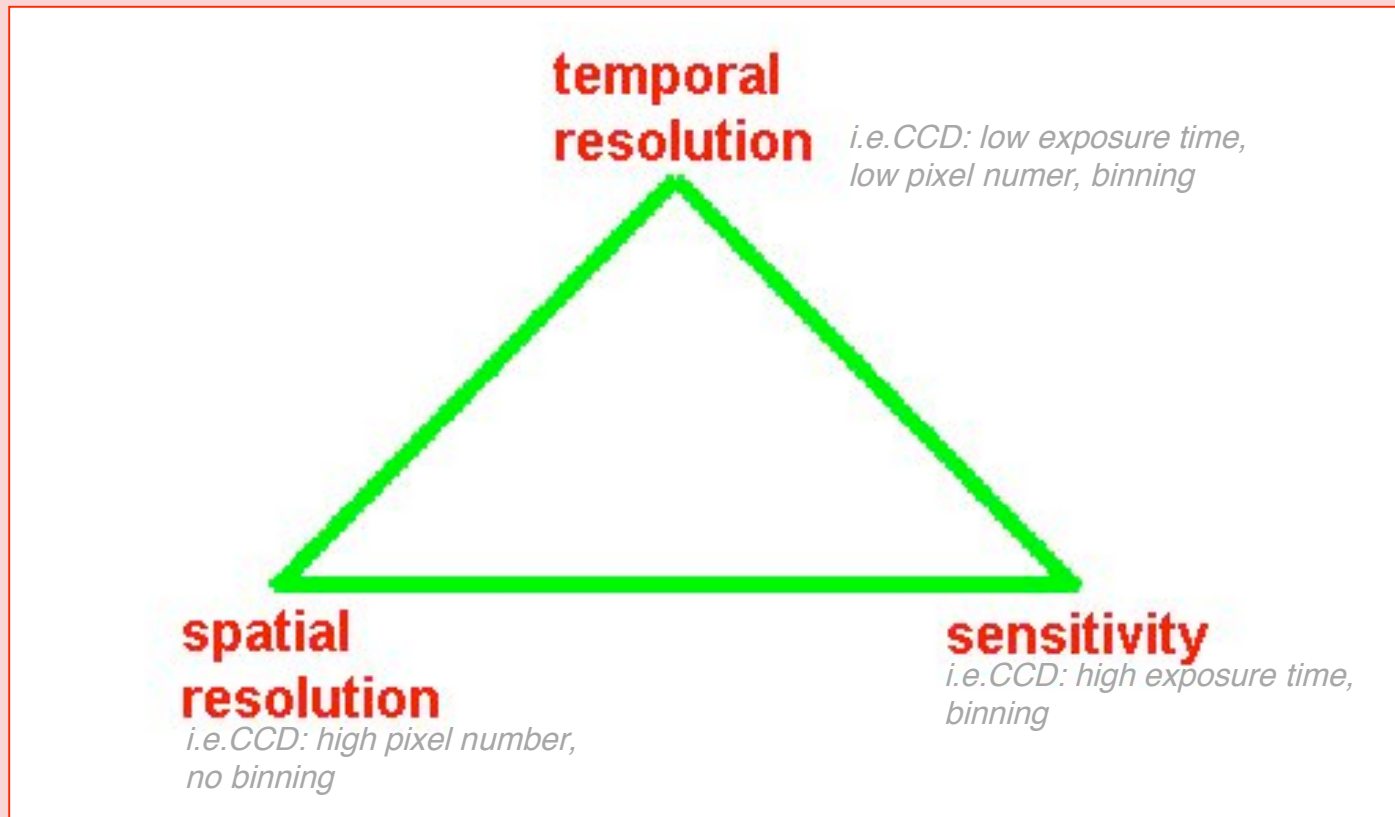 temporal
resolution
i.e.CCD: low exposure time,
low pixel numer, binning
spatial
resolution
i.e.CCD: high pixel number,
no binning
sensitivity
i.e.CCD: high exposure time,
binning